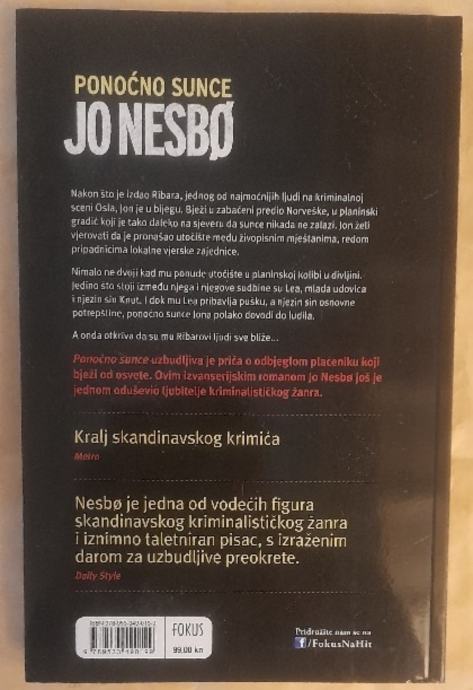 PONOĆNO SUNCE
JO NESBØ
Nakon što je izdao Ribara, jednog od najmoćnijih ljudi na kriminalnoj
sceni Osla, Jon je u bijegu. Bježi u zabačeni predio Norveške, u planinski
gradić koji je tako daleko na sjeveru da sunce nikada ne zalazi. Jon želi
vjerovati da je pronašao utočište među živopisnim mještanima, redom
pripadnicima lokalne vjerske zajednice.
Nimalo ne dvoji kad mu ponude utočište u planinskoj kolibi u divljini.
Jedino što stoji između njega i njegove sudbine su Lea, mlada udovica
i njezin sin Knut. I dok mu Lea pribavlja pušku, a njezin sin osnovne
potrepštine, ponoćno sunce Jona polako dovodi do ludila.
A onda otkriva da su mu Ribarovi ljudi sve bliže...
Ponoćno sunce uzbudljiva je priča o odbjeglom plaćeniku koji
bježi od osvete. Ovim izvanserijskim romanom Jo Nesbø još je
jednom oduševio ljubitelje kriminalističkog žanra.
Kralj skandinavskog krimića
Metro
Nesbø je jedna od vodećih figura
skandinavskog kriminalističkog žanra
i iznimno taletniran pisac, s izraženim
darom za uzbudljive preokrete.
Daily Style
FOKUS
99,00 kn
Pridružite nam se na
f/FokusNaHit